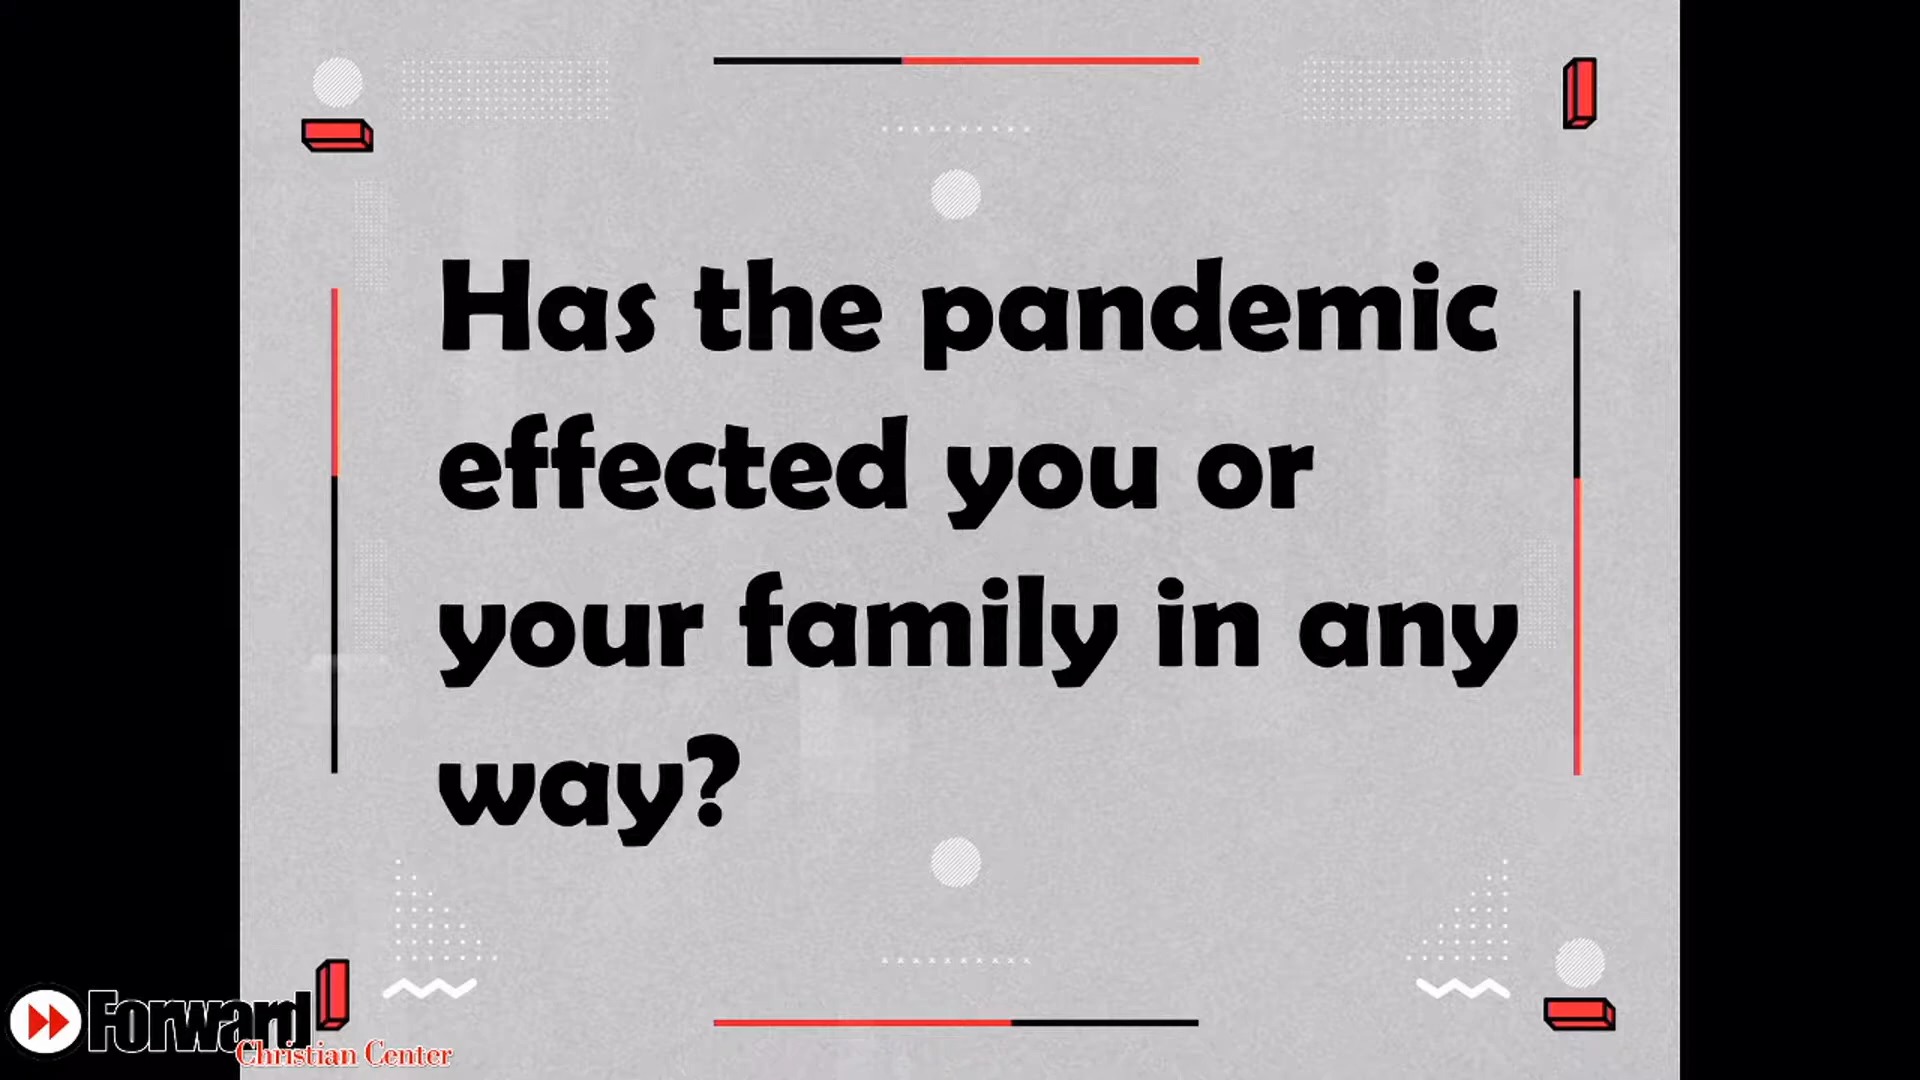 Has the pandemic
effected you or
your family in any
way?
Forward
Christian Center